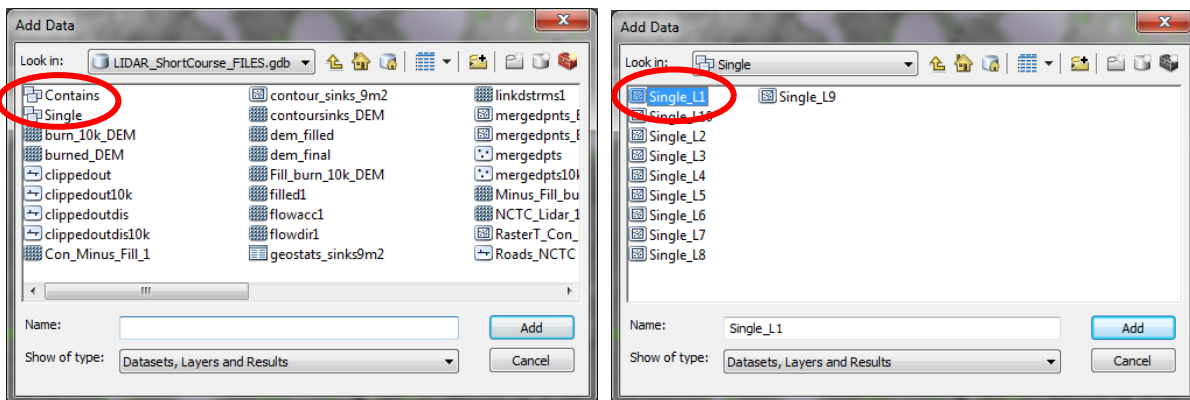 Add Data
Look in: LIDAR_ShortCourse_FILES.gdb
Contains
Single
burn_10k_DEM
burned_DEM
clippedout
clippedout10k
clippedoutdis
clippedoutdis10k
Con_Minus_Fill_1
contour_sinks_9m2
contoursinks_DEM
dem_filled
dem_final
Fill_burn_10k_DEM
filled1
flowacc1
flowdir1
geostats_sinks9m2
linkdstrms1
mergedpnts_E
mergedpnts_E
mergedpts
mergedpts10k
Minus_Fill_bu
NCTC_Lidar_1
RasterT_Con_
Roads_NCTC
Name:
Add
Show of type: Datasets, Layers and Results
Cancel
Add Data
Look in: Single
Single_L1
Single_L10
Single_L2
Single_L3
Single_L4
Single_L5
Single_L6
Single_L7
Single_L8
Single_L9
Name: Single_L1
Add
Show of type: Datasets, Layers and Results
Cancel